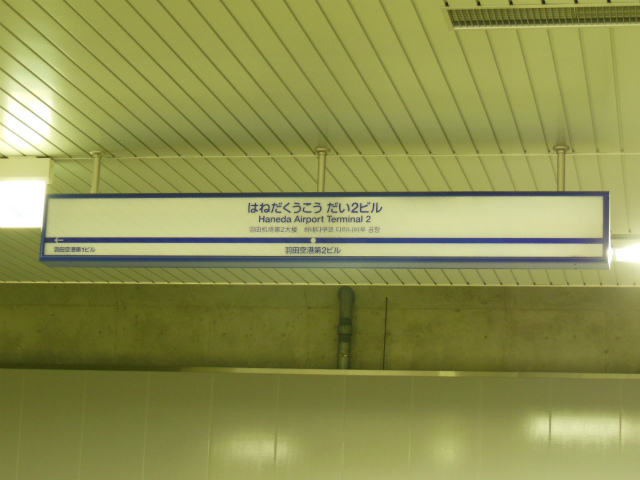 はねだくうこう だい2ビル
Haneda Airport Terminal 2
羽田机场第2大楼
←
羽田空港第1ビル
羽田空港第2ビル